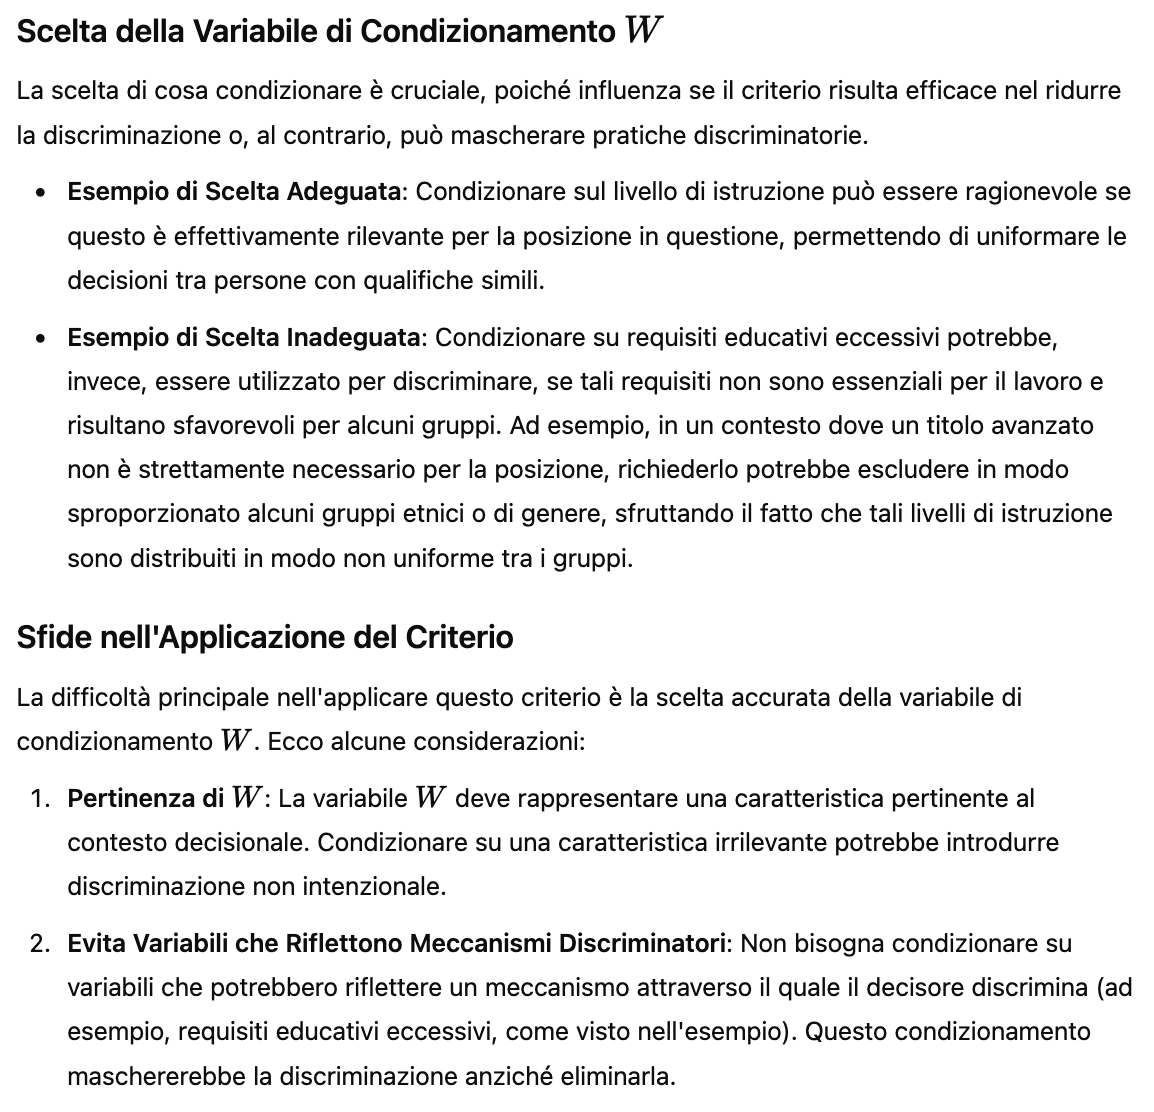 Scelta della Variabile di Condizionamento W
La scelta di cosa condizionare è cruciale, poiché influenza se il criterio risulta efficace nel ridurre
la discriminazione o, al contrario, può mascherare pratiche discriminatorie.
• Esempio di Scelta Adeguata: Condizionare sul livello di istruzione può essere ragionevole se
questo è effettivamente rilevante per la posizione in questione, permettendo di uniformare le
decisioni tra persone con qualifiche simili.
• Esempio di Scelta Inadeguata: Condizionare su requisiti educativi eccessivi potrebbe,
invece, essere utilizzato per discriminare, se tali requisiti non sono essenziali per il lavoro e
risultano sfavorevoli per alcuni gruppi. Ad esempio, in un contesto dove un titolo avanzato
non è strettamente necessario per la posizione, richiederlo potrebbe escludere in modo
sproporzionato alcuni gruppi etnici o di genere, sfruttando il fatto che tali livelli di istruzione
sono distribuiti in modo non uniforme tra i gruppi.
Sfide nell'Applicazione del Criterio
La difficoltà principale nell'applicare questo criterio è la scelta accurata della variabile di
condizionamento W. Ecco alcune considerazioni:
1. Pertinenza di W: La variabile W deve rappresentare una caratteristica pertinente al
contesto decisionale. Condizionare su una caratteristica irrilevante potrebbe introdurre
discriminazione non intenzionale.
2. Evita Variabili che Riflettono Meccanismi Discriminatori: Non bisogna condizionare su
variabili che potrebbero riflettere un meccanismo attraverso il quale il decisore discrimina (ad
esempio, requisiti educativi eccessivi, come visto nell'esempio). Questo condizionamento
maschererebbe la discriminazione anziché eliminarla.